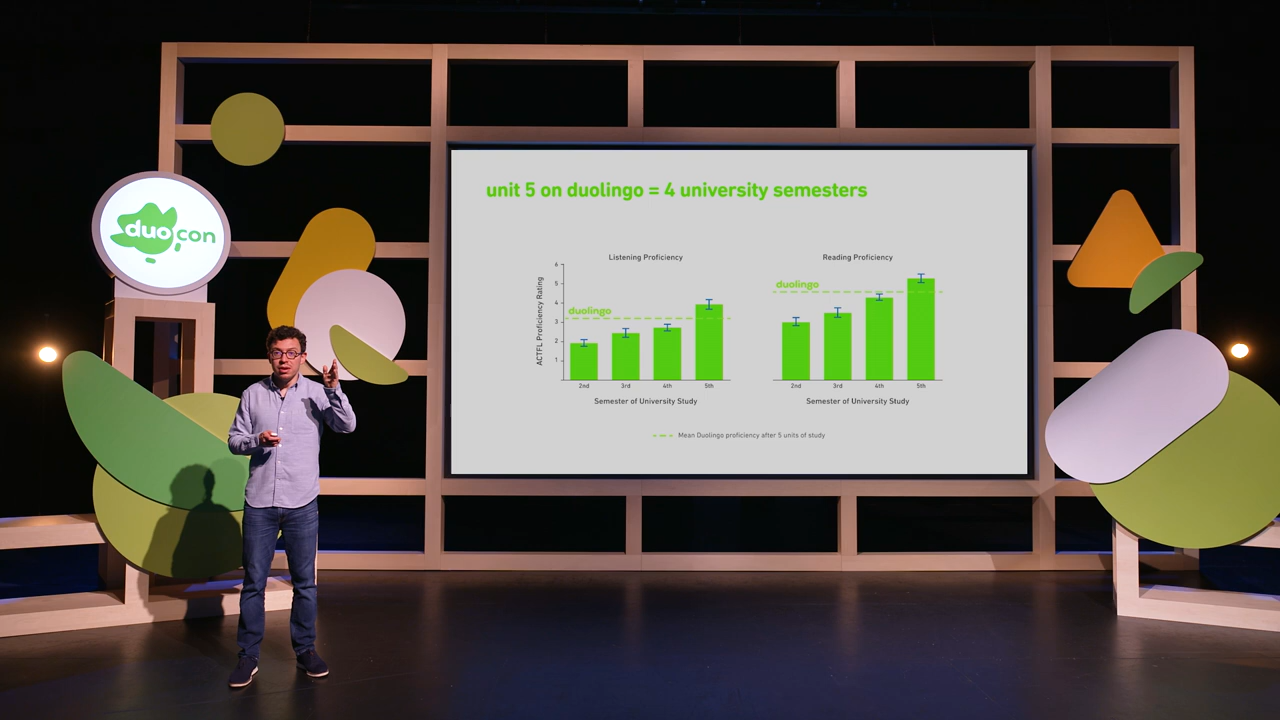 unit 5 on duolingo = 4 university semesters
duo con
Listening Proficiency
ACTFL Proficiency Rating
6
5
4
3
2
1
duolingo
2nd 3rd 4th 5th
Semester of University Study
Reading Proficiency
duolingo
2nd 3rd 4th 5th
Semester of University Study
Mean Duolingo proficiency after 5 units of study